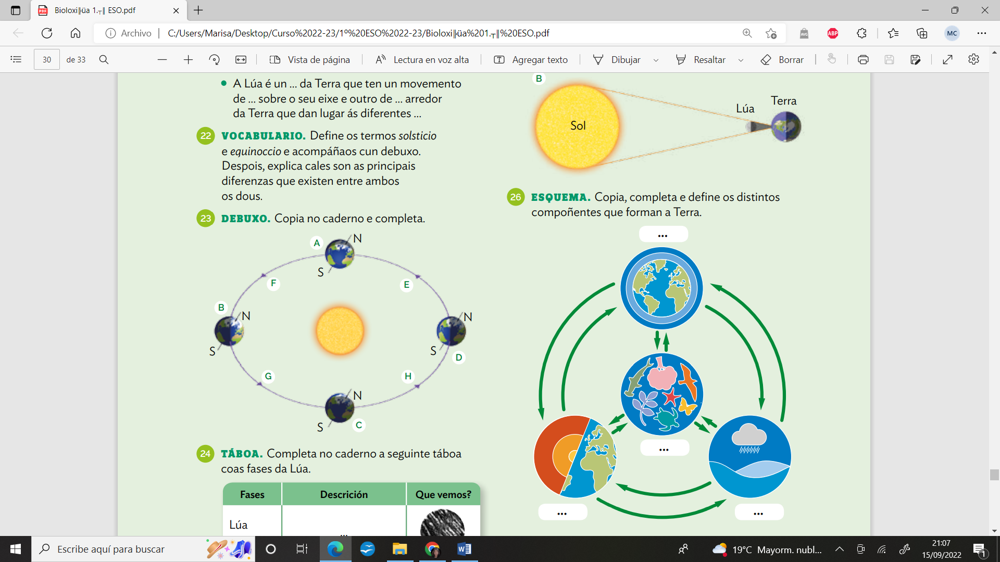 Bioloxi╠üa 1.┬║ ESO.pdf
Archivo
C:/Users/Marisa/Desktop/Curso%2022-23/1º%20ESO%2022-23/Bioloxi╠üa%201.┬║%20ESO.pdf
AVG
ABP
MC
30
de 33
Vista de página
Lectura en voz alta
Agregar texto
Dibujar
Resaltar
Borrar
A Lúa é un ... da Terra que ten un movemento
de ... sobre o seu eixe e outro de ... arredor
da Terra que dan lugar ás diferentes ...
22 VOCABULARIO. Define os termos solsticio
e equinoccio e acompáñaos cun debuxo.
Despois, explica cales son as principais
diferenzas que existen entre ambos
os dous.
23 DEBUXO. Copia no caderno e completa.
A
N
S
F
E
B
N
S
N
S
D
G
H
N
S
C
24 TÁBOA. Completa no caderno a seguinte táboa
coas fases da Lúa.
Fases Descrición Que vemos?
Lúa
...
B
Sol
Lúa
Terra
26 ESQUEMA. Copia, completa e define os distintos
compoñentes que forman a Terra.
...
...
...
...
Escribe aquí para buscar
19°C Mayorm. nubl...
21:07
15/09/2022
1